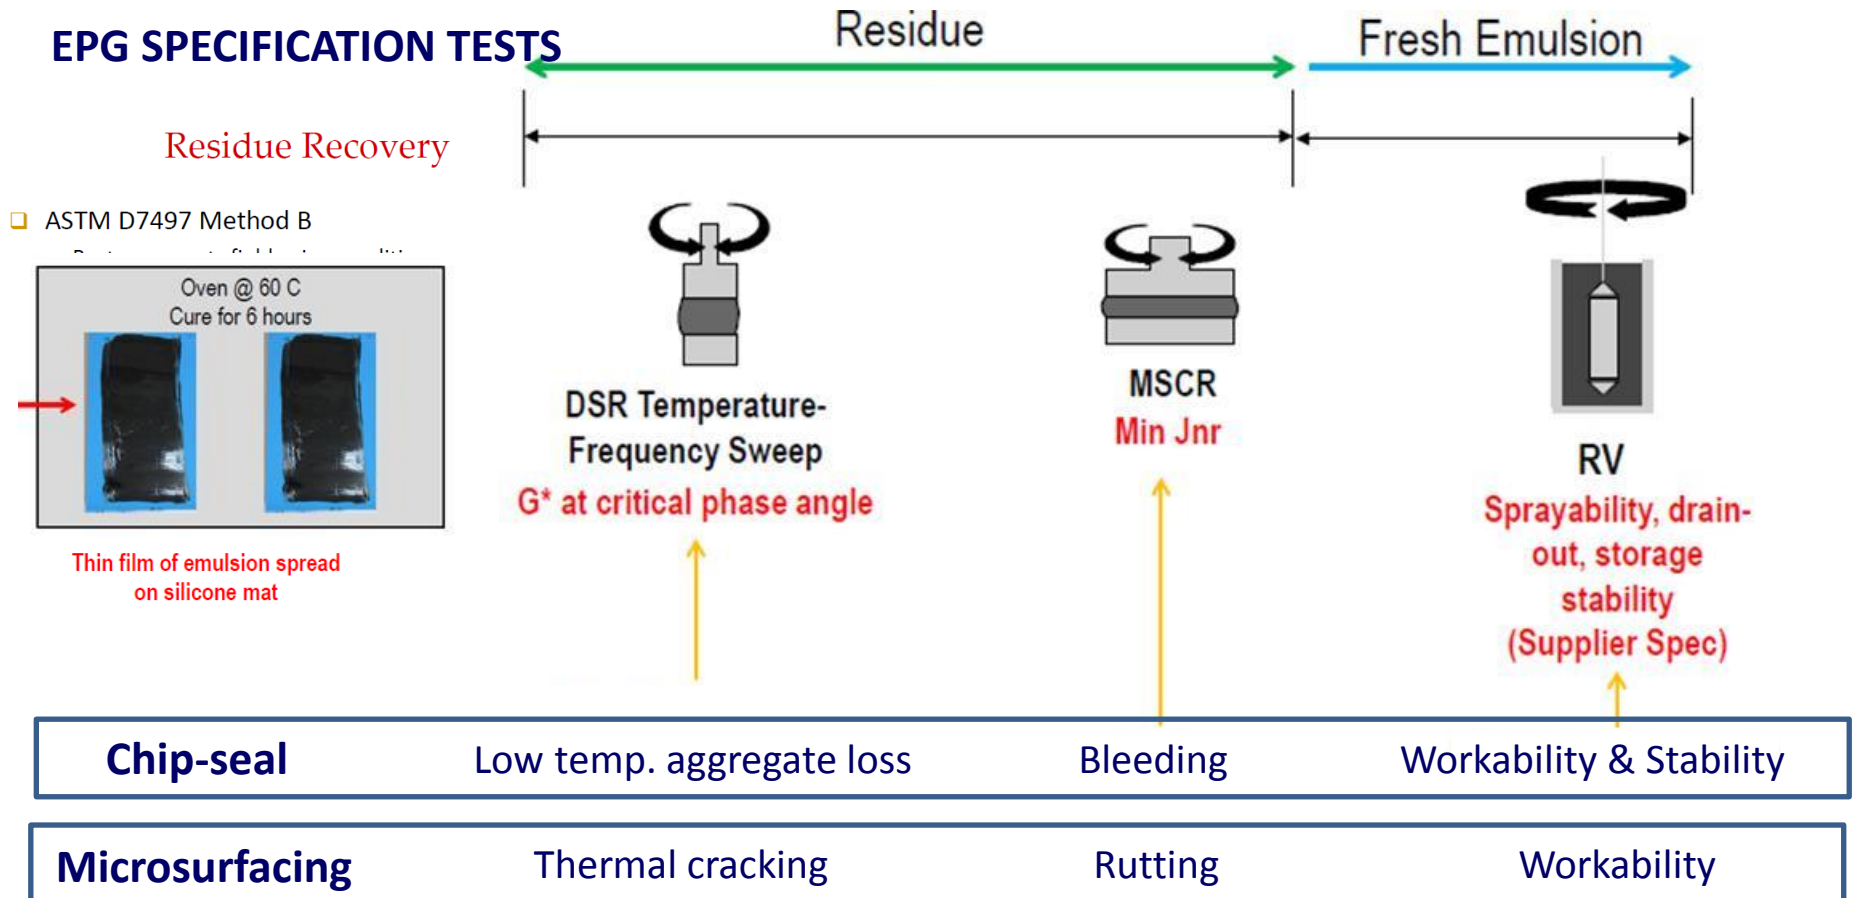 EPG SPECIFICATION TESTS
Residue
Fresh Emulsion
Residue Recovery
ASTM D7497 Method B
Oven @ 60 C
Cure for 6 hours
Thin film of emulsion spread
on silicone mat
DSR Temperature-
Frequency Sweep
G* at critical phase angle
MSCR
Min Jnr
RV
Sprayability, drain-
out, storage
stability
(Supplier Spec)
Chip-seal Low temp. aggregate loss Bleeding Workability & Stability
Microsurfacing Thermal cracking Rutting Workability